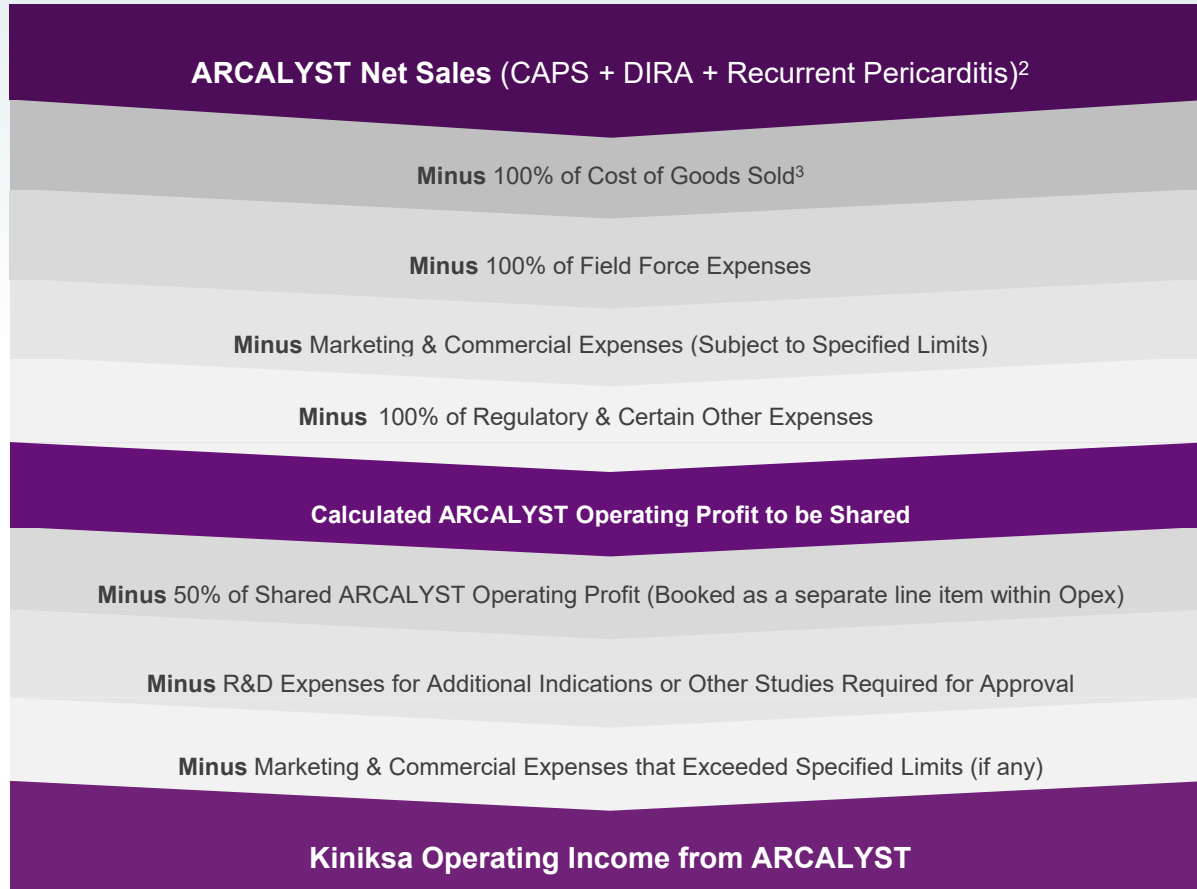 ARCALYST Net Sales (CAPS + DIRA + Recurrent Pericarditis)2
Minus 100% of Cost of Goods Sold3
Minus 100% of Field Force Expenses
Minus Marketing & Commercial Expenses (Subject to Specified Limits)
Minus 100% of Regulatory & Certain Other Expenses
Calculated ARCALYST Operating Profit to be Shared
Minus 50% of Shared ARCALYST Operating Profit (Booked as a separate line item within Opex)
Minus R&D Expenses for Additional Indications or Other Studies Required for Approval
Minus Marketing & Commercial Expenses that Exceeded Specified Limits (if any)
Kiniksa Operating Income from ARCALYST